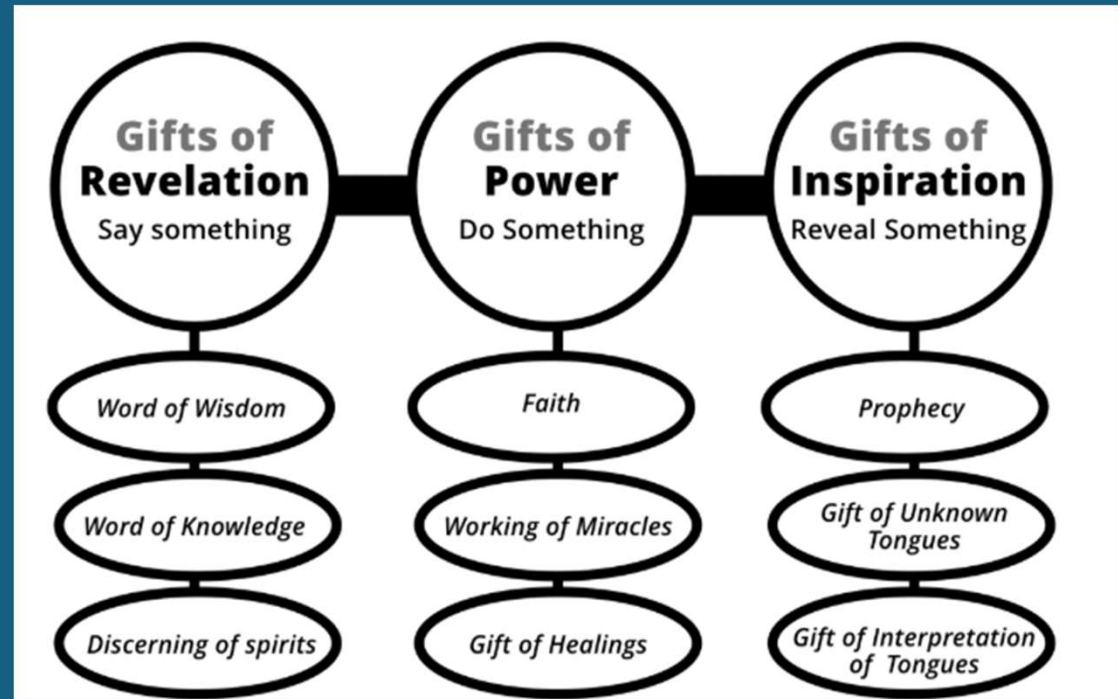 Gifts of
Revelation
Say something
Word of Wisdom
Word of Knowledge
Discerning of spirits
Gifts of
Power
Do Something
Faith
Working of Miracles
Gift of Healings
Gifts of
Inspiration
Reveal Something
Prophecy
Gift of Unknown
Tongues
Gift of Interpretation
of Tongues